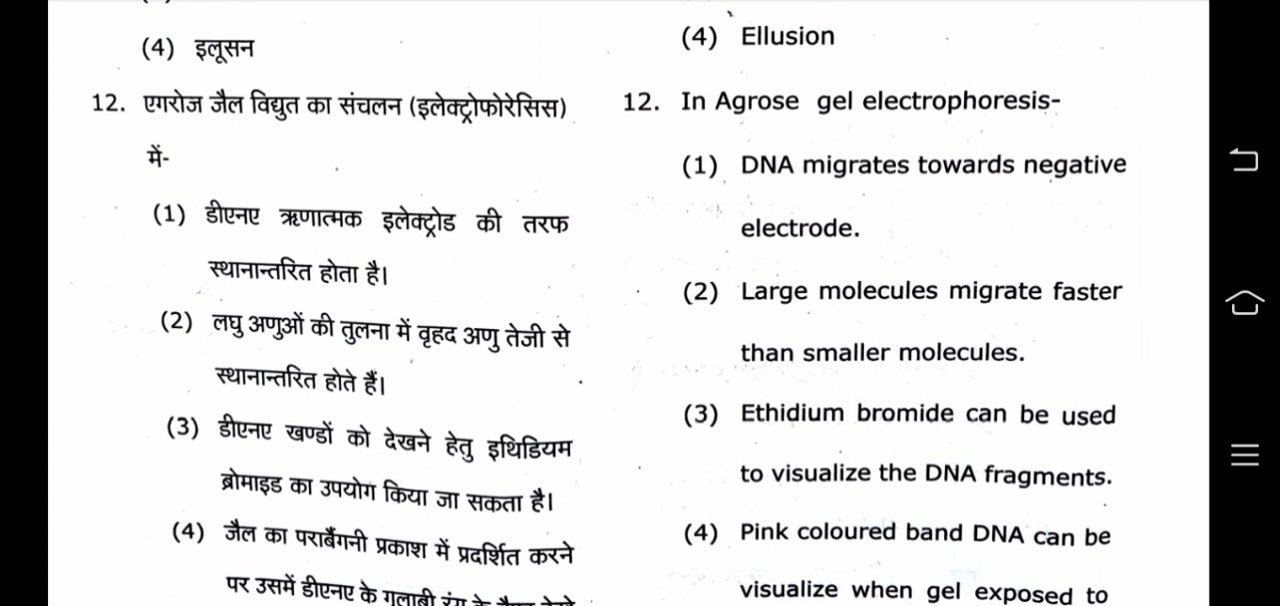 (4) इलूसन
12. एगरोज जैल विद्युत का संचलन (इलेक्ट्रोफोरेसिस)
में-
(1) डीएनए ऋणात्मक इलेक्ट्रोड की तरफ
स्थानान्तरित होता है।
(2) लघु अणुओं की तुलना में वृहद अणु तेजी से
स्थानान्तरित होते हैं।
(3) डीएनए खण्डों को देखने हेतु इथिडियम
ब्रोमाइड का उपयोग किया जा सकता है।
(4) जैल का पराबैंगनी प्रकाश में प्रदर्शित करने
पर उसमें डीएनए के गुलाबी रंग के
(4) Ellusion
12. In Agrose gel electrophoresis-
(1) DNA migrates towards negative
electrode.
(2) Large molecules migrate faster
than smaller molecules.
(3) Ethidium bromide can be used
to visualize the DNA fragments.
(4) Pink coloured band DNA can be
visualize when gel exposed to